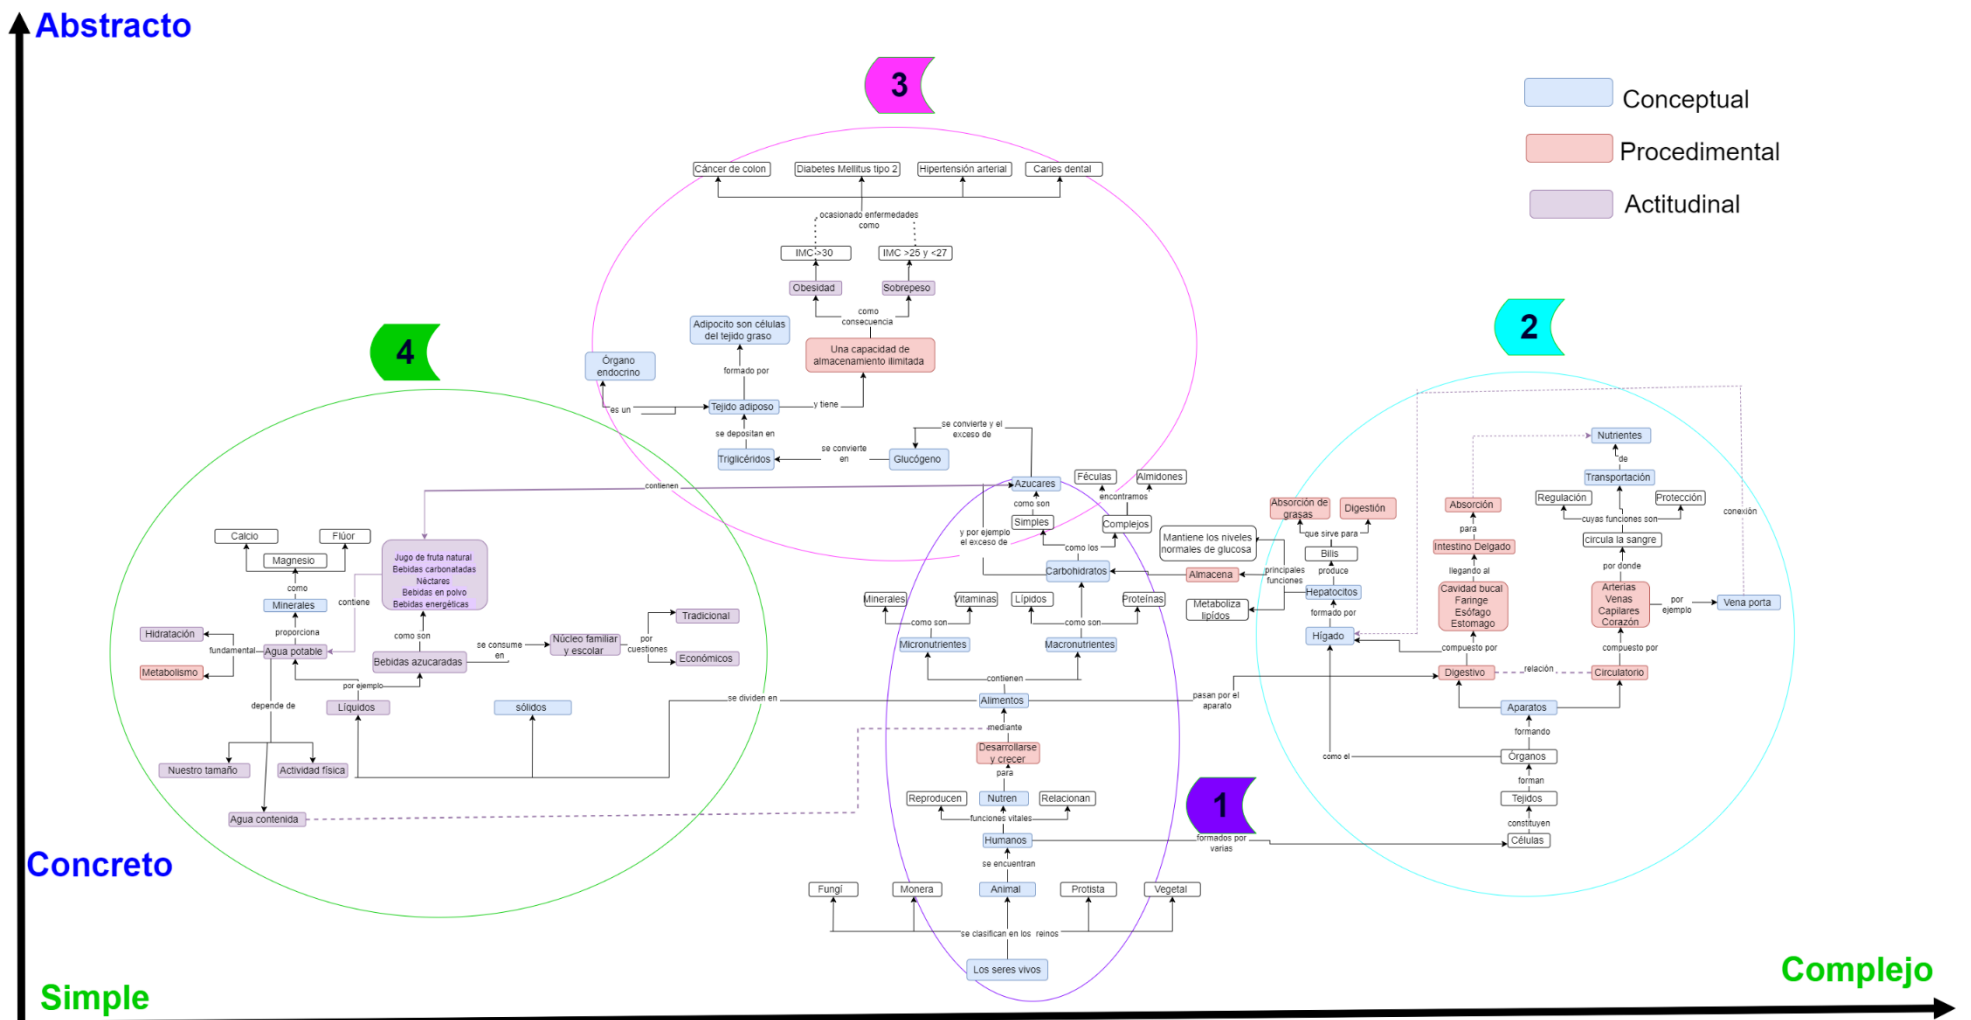 Abstracto
3
Conceptual
Procedimental
Actitudinal
Cáncer de colon
Diabetes Mellitus tipo 2
Hipertensión arterial
Caries dental
ocasionado enfermedades
como
IMC >30
IMC >25 y <27
Obesidad
Sobrepeso
como
consecuencia
Adipocito son células
del tejido graso
Una capacidad de
almacenamiento ilimitada
Órgano
endocrino
formado por
es un
Tejido adiposo
y tiene
se depositan en
se convierte y el
exceso de
Triglicéridos
se convierte
en
Glucógeno
4
contienen
Azucares
Féculas
Almidones
encontramos
como son
Simples
Complejos
y por ejemplo
el exceso de
como los
Carbohidratos
Calcio
Flúor
Magnesio
como
Minerales
proporciona
Jugo de fruta natural
Bebidas carbonatadas
Néctares
Bebidas en polvo
Bebidas energéticas
contiene
Hidratación
fundamental
Agua potable
Metabolismo
como son
Bebidas azucaradas
se consume
en
Núcleo familiar
y escolar
por
cuestiones
Tradicional
Económicos
por ejemplo
Líquidos
sólidos
depende de
Nuestro tamaño
Actividad física
Agua contenida
se dividen en
2
Nutrientes
de
Transportación
Regulación
Protección
cuyas funciones son
circula la sangre
por donde
Arterias
Venas
Capilares
Corazón
por
ejemplo
Vena porta
conexión
Absorción
para
Intestino Delgado
llegando al
Cavidad bucal
Faringe
Esófago
Estomago
Absorción de
grasas
Digestión
que sirve para
Bilis
produce
Hepatocitos
principales
funciones
Mantiene los niveles
normales de glucosa
Almacena
Metaboliza
lipídos
formado por
Hígado
compuesto por
compuesto por
Digestivo
relación
Circulatorio
Aparatos
formando
Órganos
como el
forman
Tejidos
constituyen
Células
Minerales
Vitaminas
Lípidos
Proteínas
como son
como son
Micronutrientes
Macronutrientes
contienen
Alimentos
pasan por el
aparato
mediante
Desarrollarse
y crecer
para
Reproducen
Nutren
Relacionan
funciones vitales
Humanos
1
formados por
varias
se encuentran
Fungí
Monera
Animal
Protista
Vegetal
se clasifican en los reinos
Los seres vivos
Concreto
Simple
Complejo